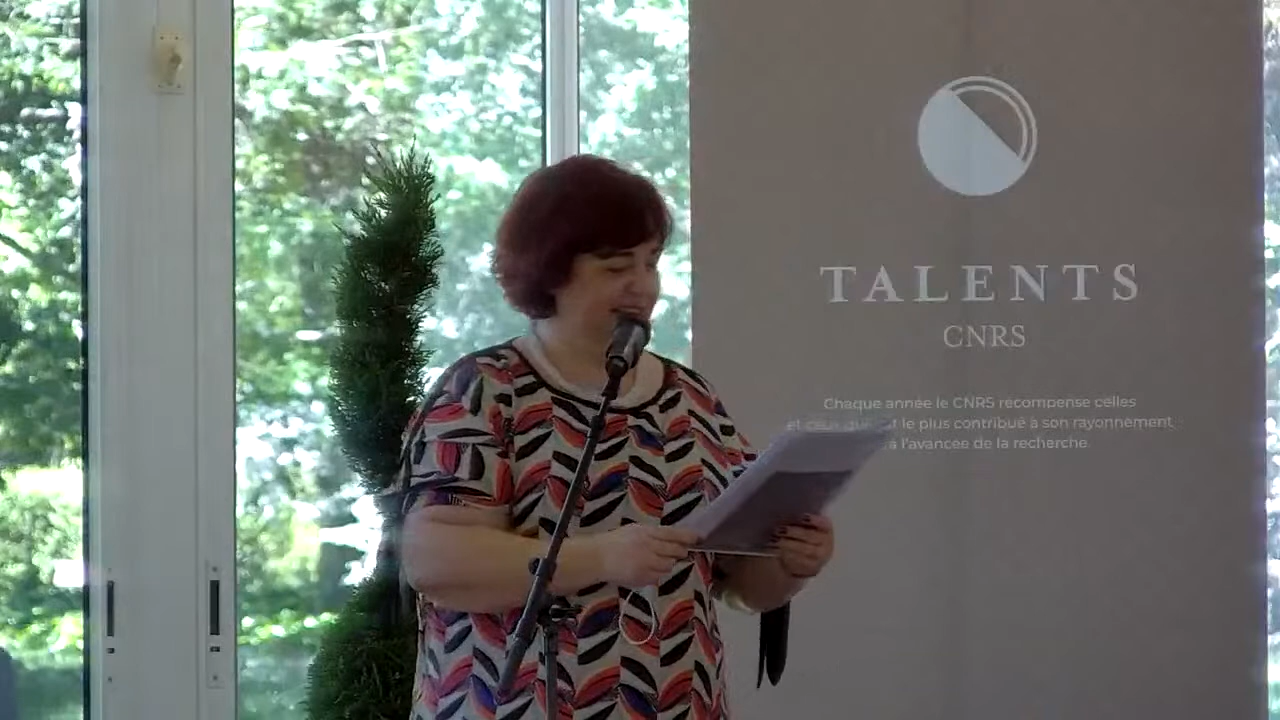 TALENTS
CNRS
Chaque année le CNRS récompense celles
et ceux le plus contribué à son rayonnement
à l'avancée de la recherche